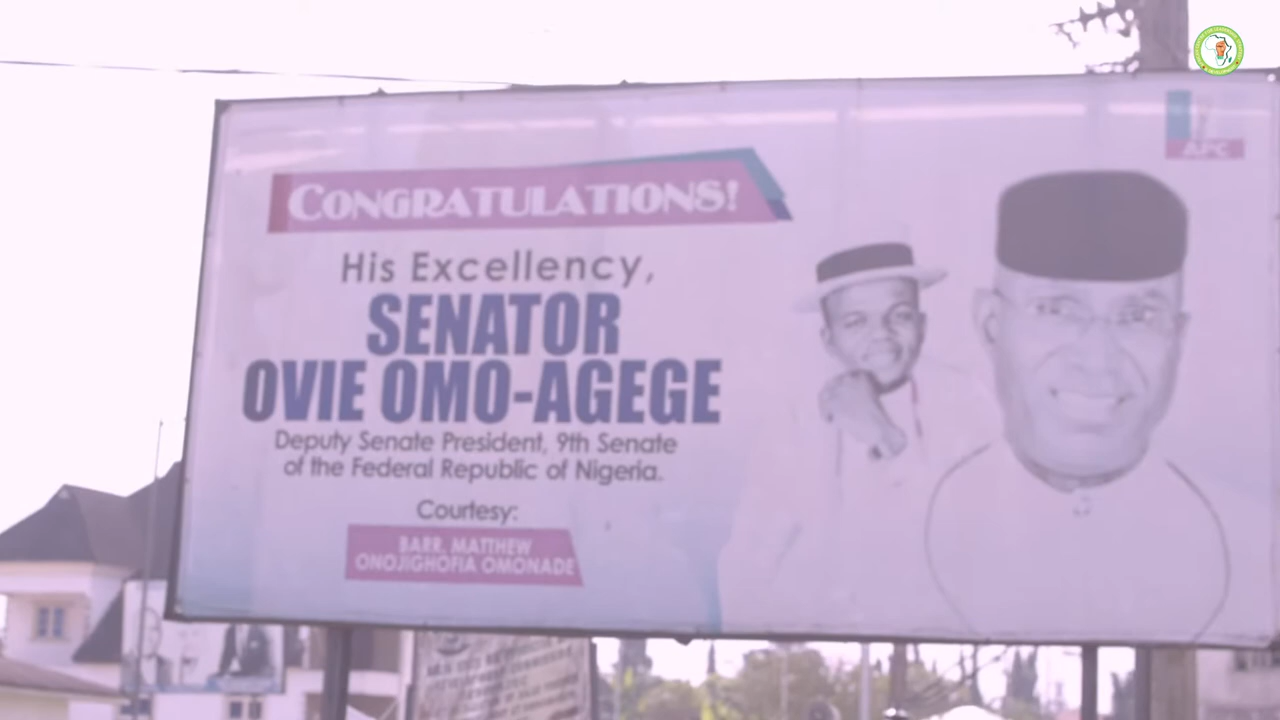 CONGRATULATIONS!
His Excellency,
SENATOR
OVIE OMO-AGEGE
Deputy Senate President, 9th Senate
of the Federal Republic of Nigeria.
Courtesy:
BARR. MATTHEW
ONOJIGHOFIA OMONADE
APC